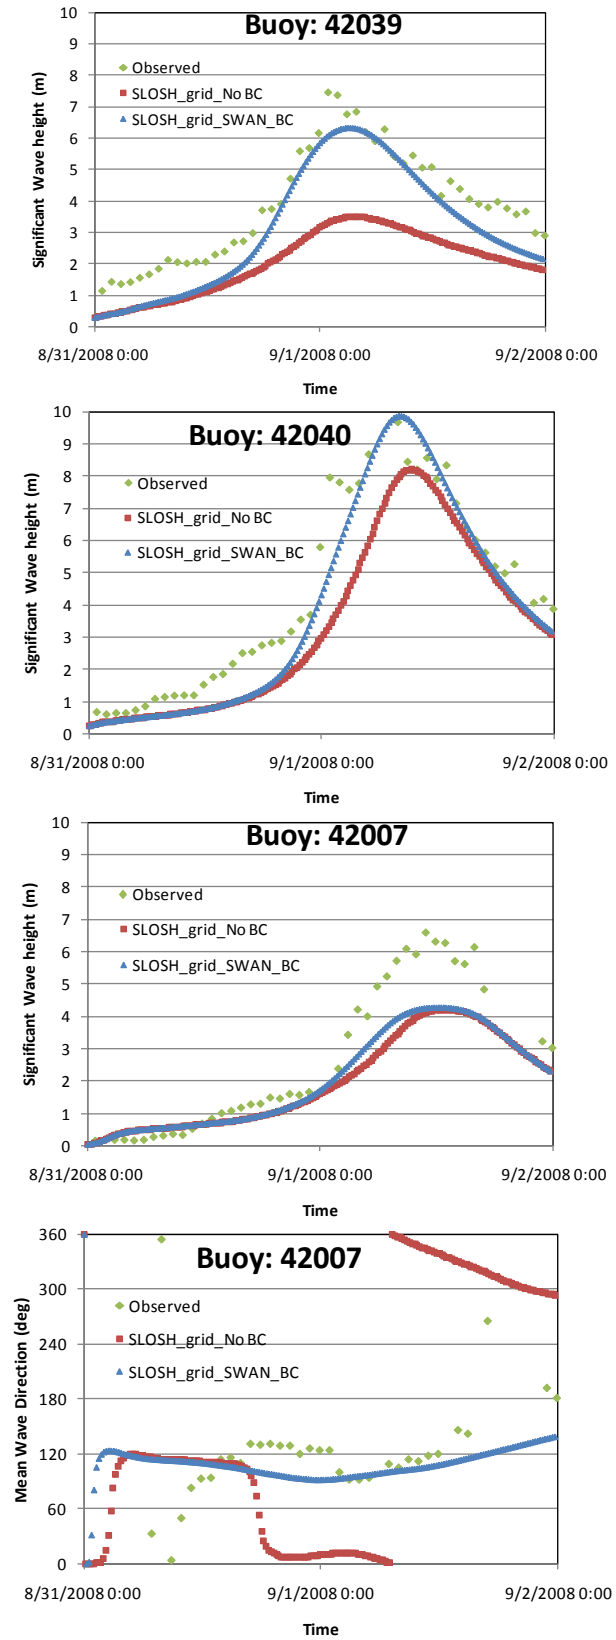 Buoy: 42039
Significant Wave height (m)
10
9
8
7
6
5
4
3
2
1
0
Observed
SLOSH_grid_No BC
SLOSH_grid_SWAN_BC
8/31/2008 0:00
9/1/2008 0:00
9/2/2008 0:00
Time
Buoy: 42040
Significant Wave height (m)
10
9
8
7
6
5
4
3
2
1
0
Observed
SLOSH_grid_No BC
SLOSH_grid_SWAN_BC
8/31/2008 0:00
9/1/2008 0:00
9/2/2008 0:00
Time
Buoy: 42007
Significant Wave height (m)
10
9
8
7
6
5
4
3
2
1
0
Observed
SLOSH_grid_No BC
SLOSH_grid_SWAN_BC
8/31/2008 0:00
9/1/2008 0:00
9/2/2008 0:00
Time
Buoy: 42007
Mean Wave Direction (deg)
360
300
240
180
120
60
0
Observed
SLOSH_grid_No BC
SLOSH_grid_SWAN_BC
8/31/2008 0:00
9/1/2008 0:00
9/2/2008 0:00
Time